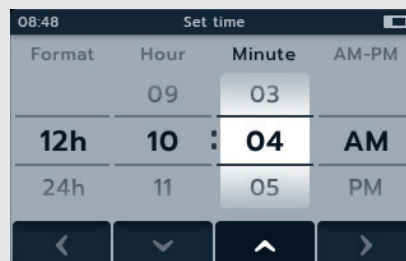 08:48 Set time
Format Hour Minute AM-PM
09 03
12h 10 : 04 AM
24h 11 05 PM